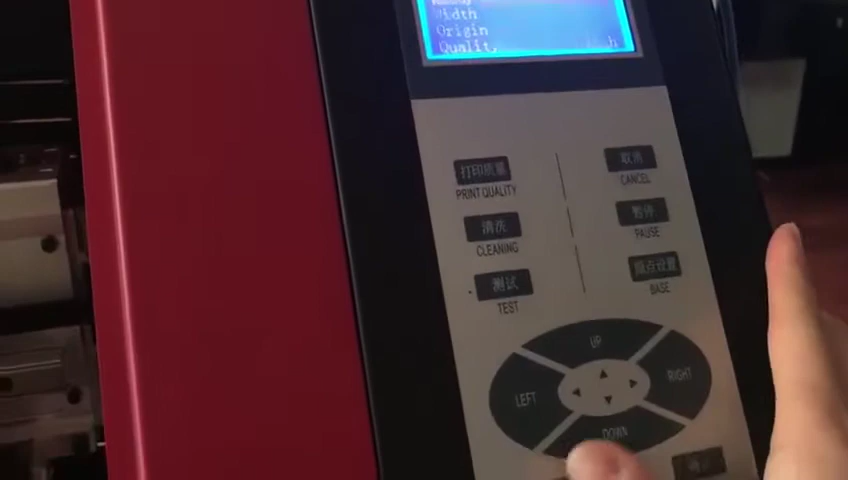 Ready
Width
Origin
打印质量
PRINT QUALITY
取消
CANCEL
清洗
CLEANING
暂停
PAUSE
测试
TEST
原点设置
BASE
UP
LEFT
RIGHT
DOWN